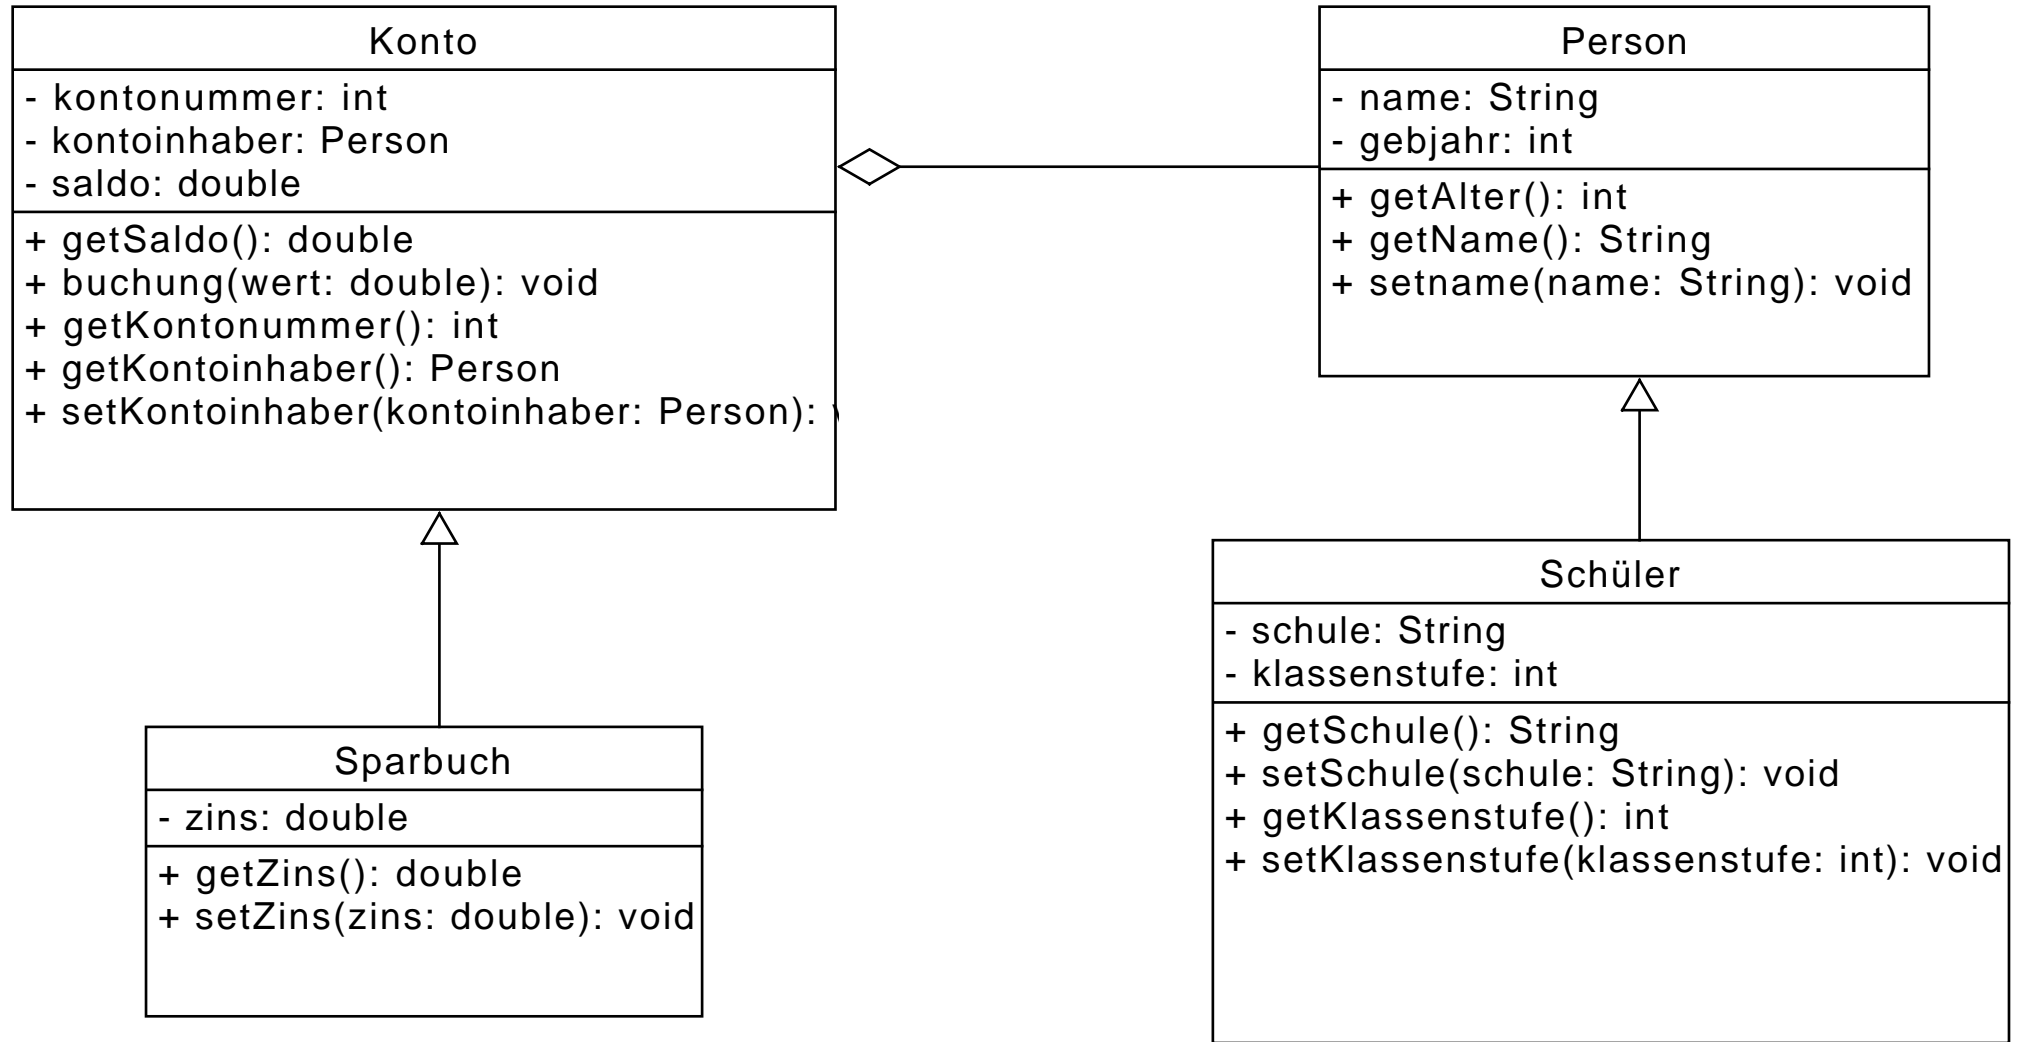 Konto
- kontonummer: int
- kontoinhaber: Person
- saldo: double
+ getSaldo(): double
+ buchung(wert: double): void
+ getKontonummer(): int
+ getKontoinhaber(): Person
+ setKontoinhaber(kontoinhaber: Person):
Person
- name: String
- gebjahr: int
+ getAlter(): int
+ getName(): String
+ setname(name: String): void
Sparbuch
- zins: double
+ getZins(): double
+ setZins(zins: double): void
Schüler
- schule: String
- klassenstufe: int
+ getSchule(): String
+ setSchule(schule: String): void
+ getKlassenstufe(): int
+ setKlassenstufe(klassenstufe: int): void